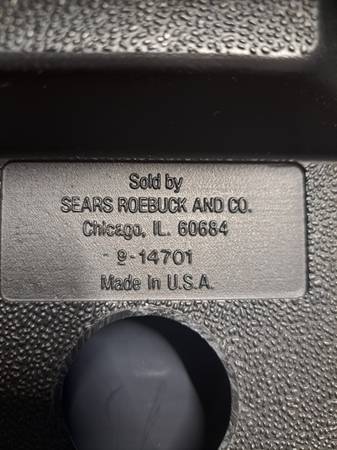 Sold by
SEARS ROEBUCK AND CO.
Chicago, IL. 60684
9-14701
Made in U.S.A.